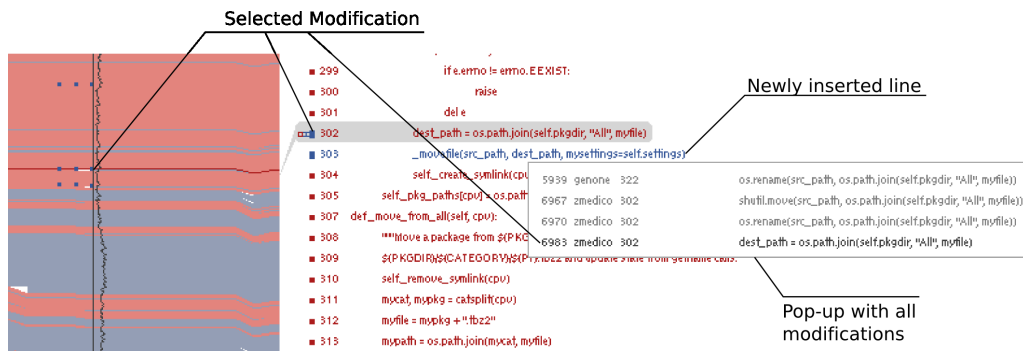 Selected Modification
299 if e.errno != errno.EEXIST:
300 raise
301 del e
302 dest_path = os.path.join(self.pkgdir, "All", myfile)
303 _movefile(src_path, dest_path, mysettings=self.settings)
Newly inserted line
304 self._create_symlink(cpv
305 self._pkg_paths[cpv] = os.path
307 def _move_from_all(self, cpv):
308 """Move a package from $(PKG
309 $(PKGDIR)/$(CATEGORY)/$(PF).tbz2 and update state from getname calls.
310 self._remove_symlink(cpv)
311 mycat, mypkg = catsplit(cpv)
312 myfile = mypkg + ".tbz2"
313 mypath = os.path.join(mycat, myfile)
5939 genone 322 os.rename(src_path, os.path.join(self.pkgdir, "All", myfile))
6967 zmedico 302 shutil.move(src_path, os.path.join(self.pkgdir, "All", myfile))
6970 zmedico 302 os.rename(src_path, os.path.join(self.pkgdir, "All", myfile))
6983 zmedico 302 dest_path = os.path.join(self.pkgdir, "All", myfile)
Pop-up with all
modifications